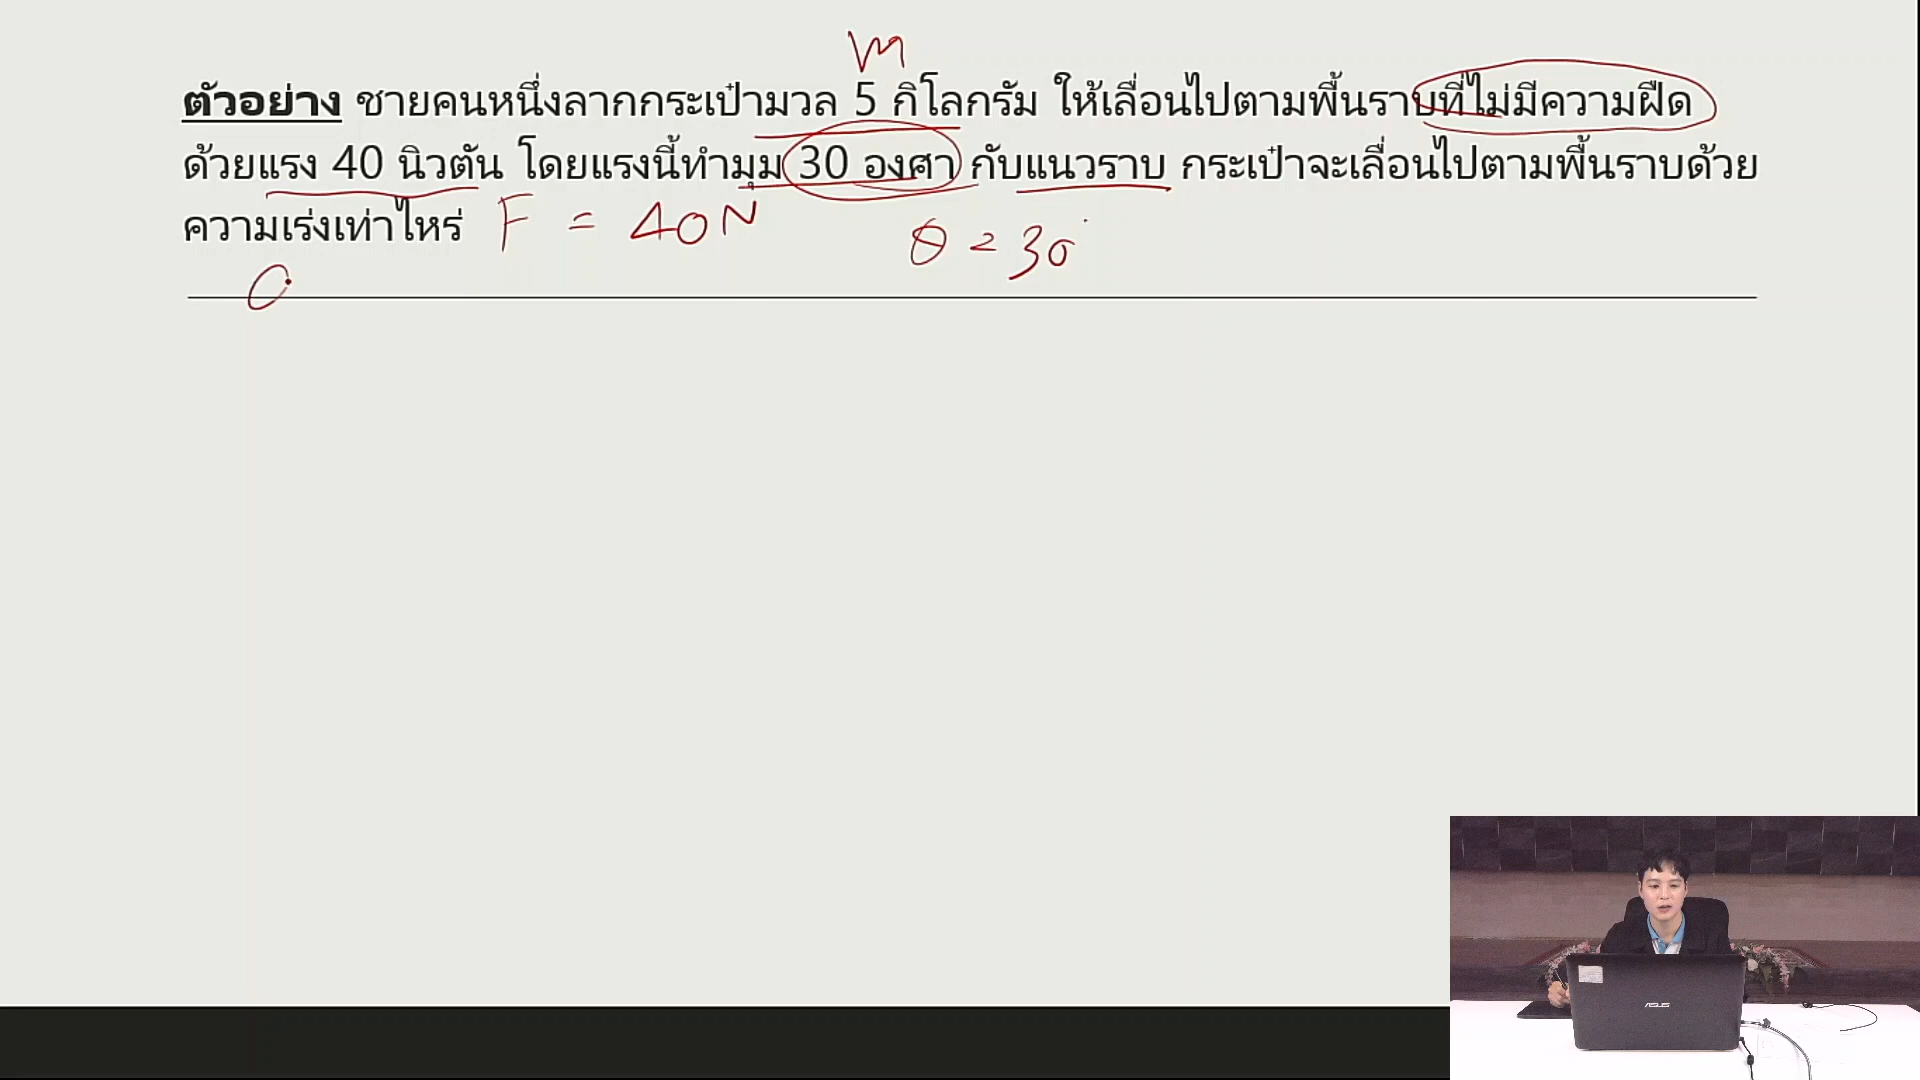 m
ตัวอย่าง ชายคนหนึ่งลากกระเป๋ามวล 5 กิโลกรัม ให้เลื่อนไปตามพื้นราบที่ไม่มีความฝืด
ด้วยแรง 40 นิวตัน โดยแรงนี้ทำมุม 30 องศา กับแนวราบ กระเป๋าจะเลื่อนไปตามพื้นราบด้วย
ความเร่งเท่าไหร่ F = 40N θ = 30°
ASUS